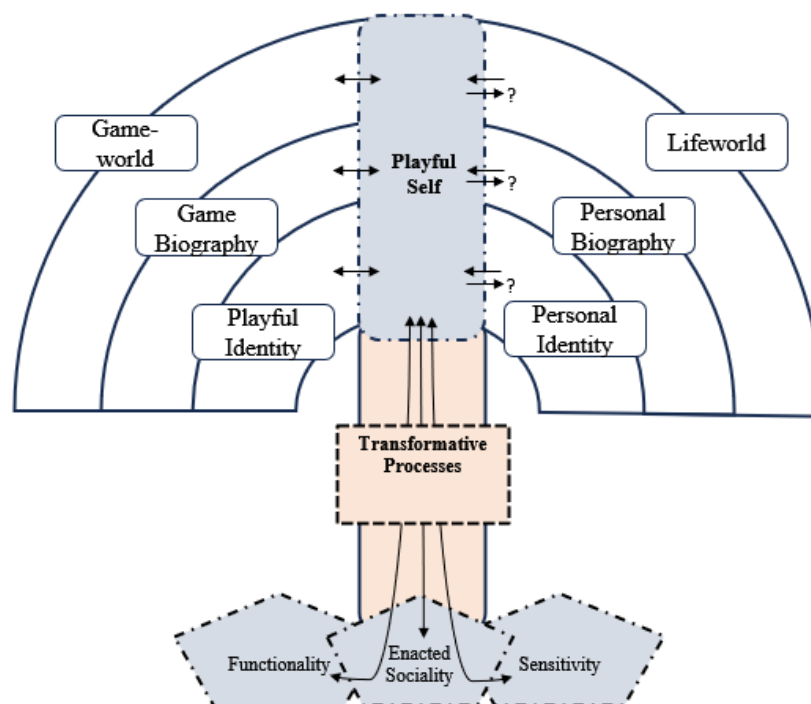 Game-
world
Lifeworld
?
?
Playful
Self
Game
Biography
Personal
Biography
?
Playful
Identity
Personal
Identity
Transformative
Processes
Functionality
Enacted
Sociality
Sensitivity